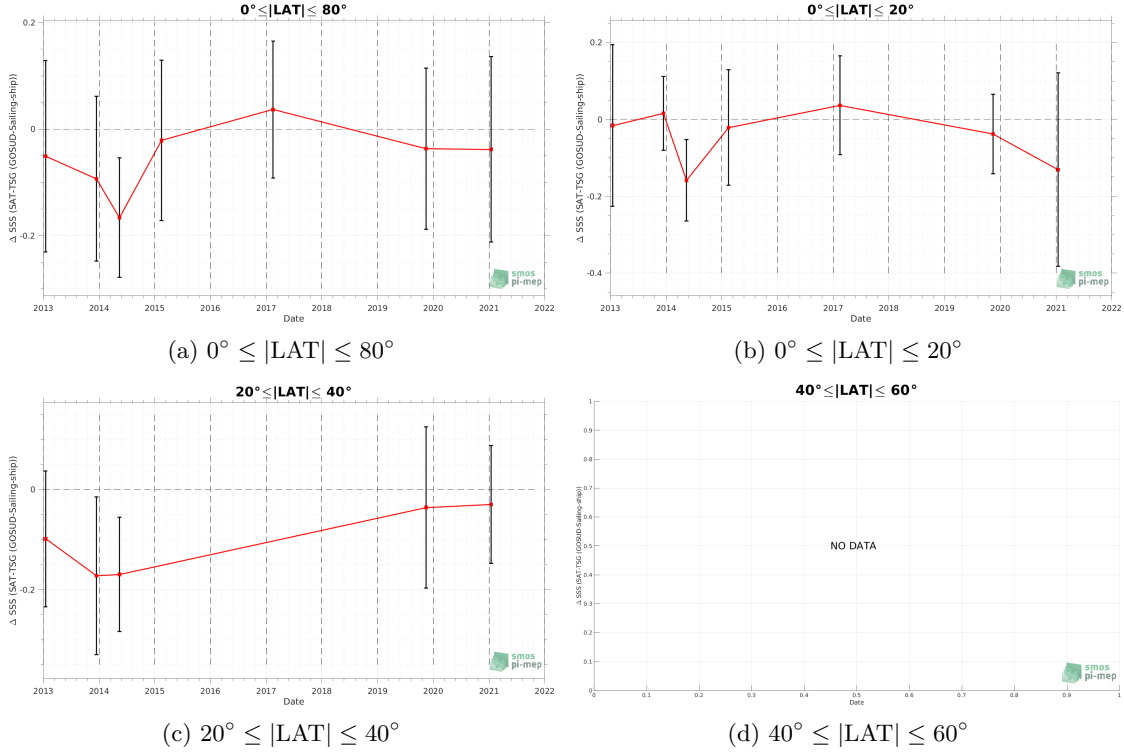 0°≤|LAT|≤ 80°
Δ SSS (SAT-TSG (GOSUD-Sailing-ship))
0.2
0
-0.2
2013 2014 2015 2016 2017 2018 2019 2020 2021 2022
Date
smos
pi-mep
(a) 0° ≤ |LAT| ≤ 80°
0°≤|LAT|≤ 20°
Δ SSS (SAT-TSG (GOSUD-Sailing-ship))
0.2
0
-0.2
-0.4
2013 2014 2015 2016 2017 2018 2019 2020 2021 2022
Date
smos
pi-mep
(b) 0° ≤ |LAT| ≤ 20°
20°≤|LAT|≤ 40°
Δ SSS (SAT-TSG (GOSUD-Sailing-ship))
0
-0.2
2013 2014 2015 2016 2017 2018 2019 2020 2021 2022
Date
smos
pi-mep
(c) 20° ≤ |LAT| ≤ 40°
40°≤|LAT|≤ 60°
Δ SSS (SAT-TSG (GOSUD-Sailing-ship))
1
0.9
0.8
0.7
0.6
0.5
0.4
0.3
0.2
0.1
0
NO DATA
0 0.1 0.2 0.3 0.4 0.5 0.6 0.7 0.8 0.9 1
Date
smos
pi-mep
(d) 40° ≤ |LAT| ≤ 60°